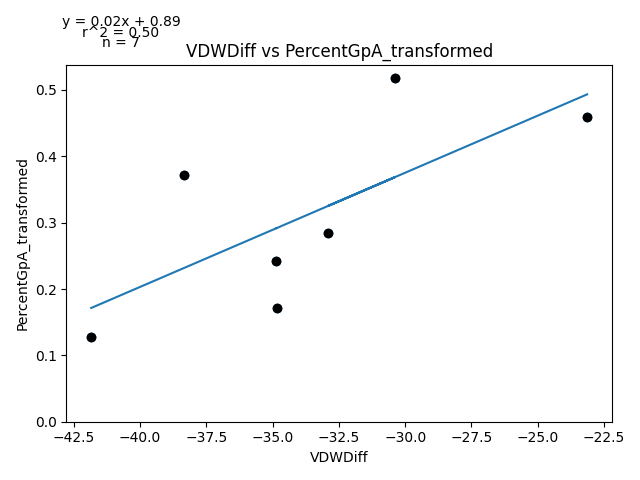 y = 0.02x + 0.89
r^2 = 0.50
n = 7
VDWDiff vs PercentGpA_transformed
0.5
0.4
0.3
0.2
0.1
0.0
PercentGpA_transformed
−42.5 −40.0 −37.5 −35.0 −32.5 −30.0 −27.5 −25.0 −22.5
VDWDiff